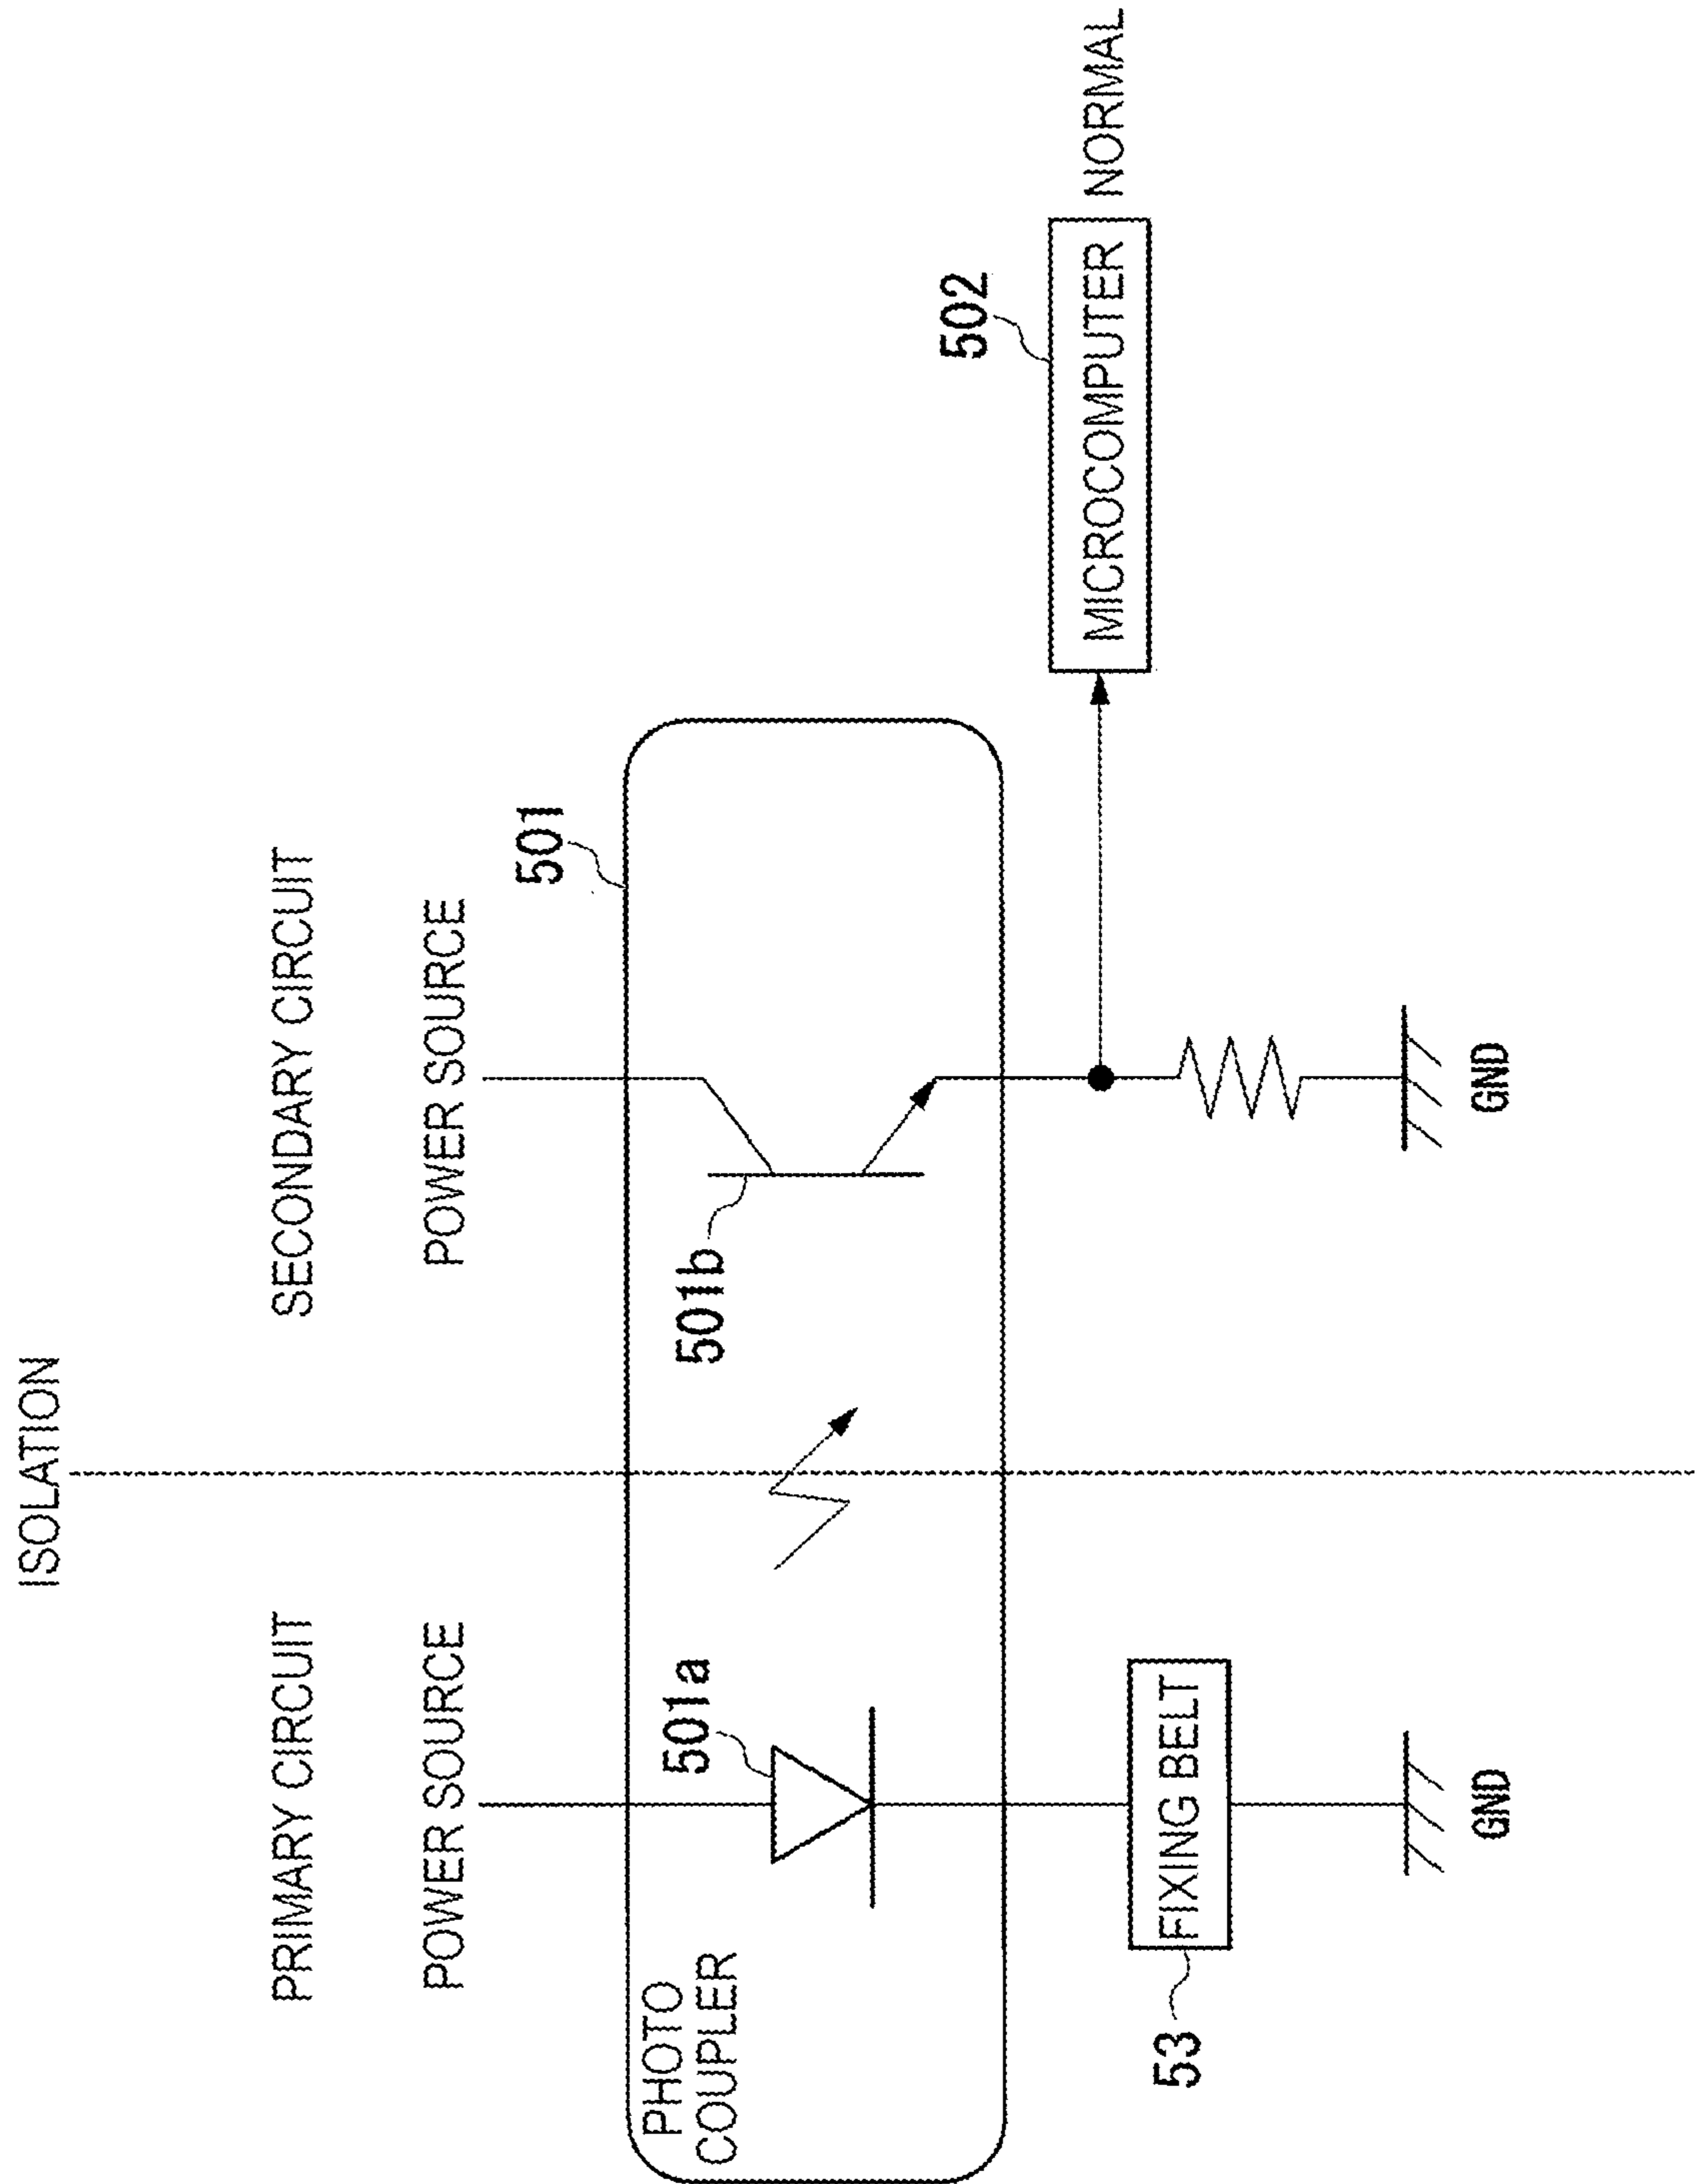 ISOLATION
PRIMARY CIRCUIT
SECONDARY CIRCUIT
POWER SOURCE
POWER SOURCE
501
PHOTO
COUPLER
501a
501b
53
FIXING BELT
502
MICROCOMPUTER
NORMAL
GND
GND